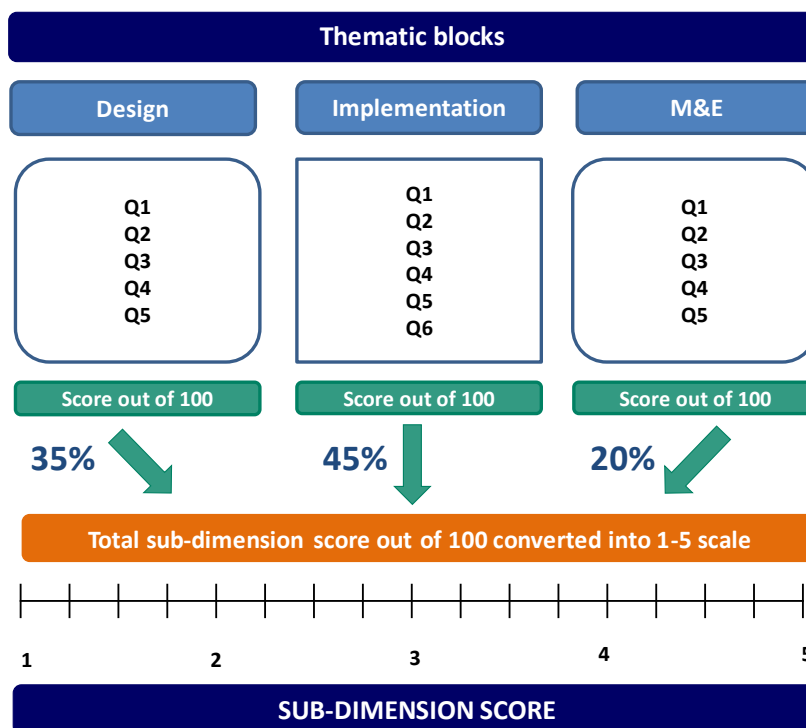 Thematic blocks
Design
Implementation
M&E
Q1
Q2
Q3
Q4
Q5
Q1
Q2
Q3
Q4
Q5
Q6
Q1
Q2
Q3
Q4
Q5
Score out of 100
Score out of 100
Score out of 100
35%
45%
20%
Total sub-dimension score out of 100 converted into 1-5 scale
1
2
3
4
5
SUB-DIMENSION SCORE